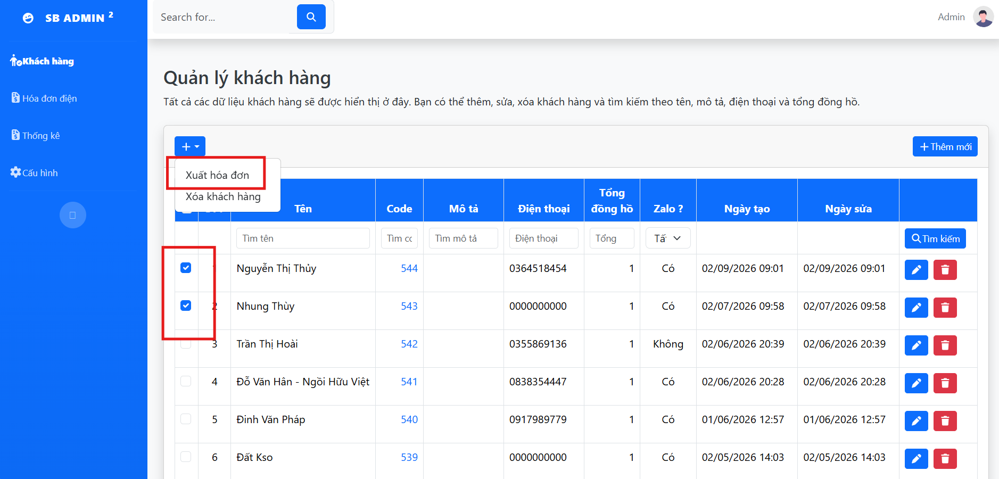 SB ADMIN 2
Search for...
Admin
Khách hàng
Hóa đơn điện
Thống kê
Cấu hình
Quản lý khách hàng
Tất cả các dữ liệu khách hàng sẽ được hiển thị ở đây. Bạn có thể thêm, sửa, xóa khách hàng và tìm kiếm theo tên, mô tả, điện thoại và tổng đồng hồ.
Thêm mới
Xuất hóa đơn
Xóa khách hàng
Tên Code Mô tả Điện thoại Tổng đồng hồ Zalo ? Ngày tạo Ngày sửa
Tìm tên Tìm cc Tìm mô tả Điện thoại Tổng Tấ Tìm kiếm
Nguyễn Thị Thủy 544 0364518454 1 Có 02/09/2026 09:01 02/09/2026 09:01
2 Nhung Thùy 543 0000000000 1 Có 02/07/2026 09:58 02/07/2026 09:58
3 Trần Thị Hoài 542 0355869136 1 Không 02/06/2026 20:39 02/06/2026 20:39
4 Đỗ Văn Hân - Ngồi Hữu Việt 541 0838354447 1 Có 02/06/2026 20:28 02/06/2026 20:28
5 Đinh Văn Pháp 540 0917989779 1 Có 01/06/2026 12:57 01/06/2026 12:57
6 Đất Kso 539 0000000000 1 Có 02/05/2026 14:03 02/05/2026 14:03